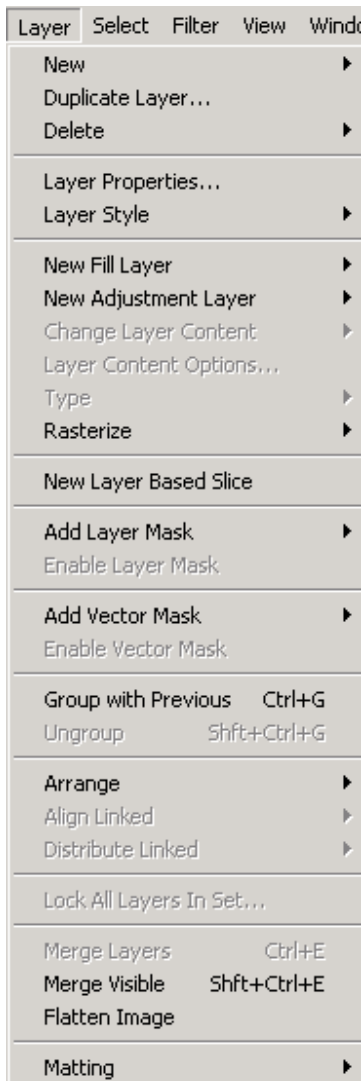 Layer Select Filter View Windo
New
Duplicate Layer...
Delete
Layer Properties...
Layer Style
New Fill Layer
New Adjustment Layer
Change Layer Content
Layer Content Options...
Type
Rasterize
New Layer Based Slice
Add Layer Mask
Enable Layer Mask
Add Vector Mask
Enable Vector Mask
Group with Previous Ctrl+G
Ungroup Shft+Ctrl+G
Arrange
Align Linked
Distribute Linked
Lock All Layers In Set...
Merge Layers Ctrl+E
Merge Visible Shft+Ctrl+E
Flatten Image
Matting